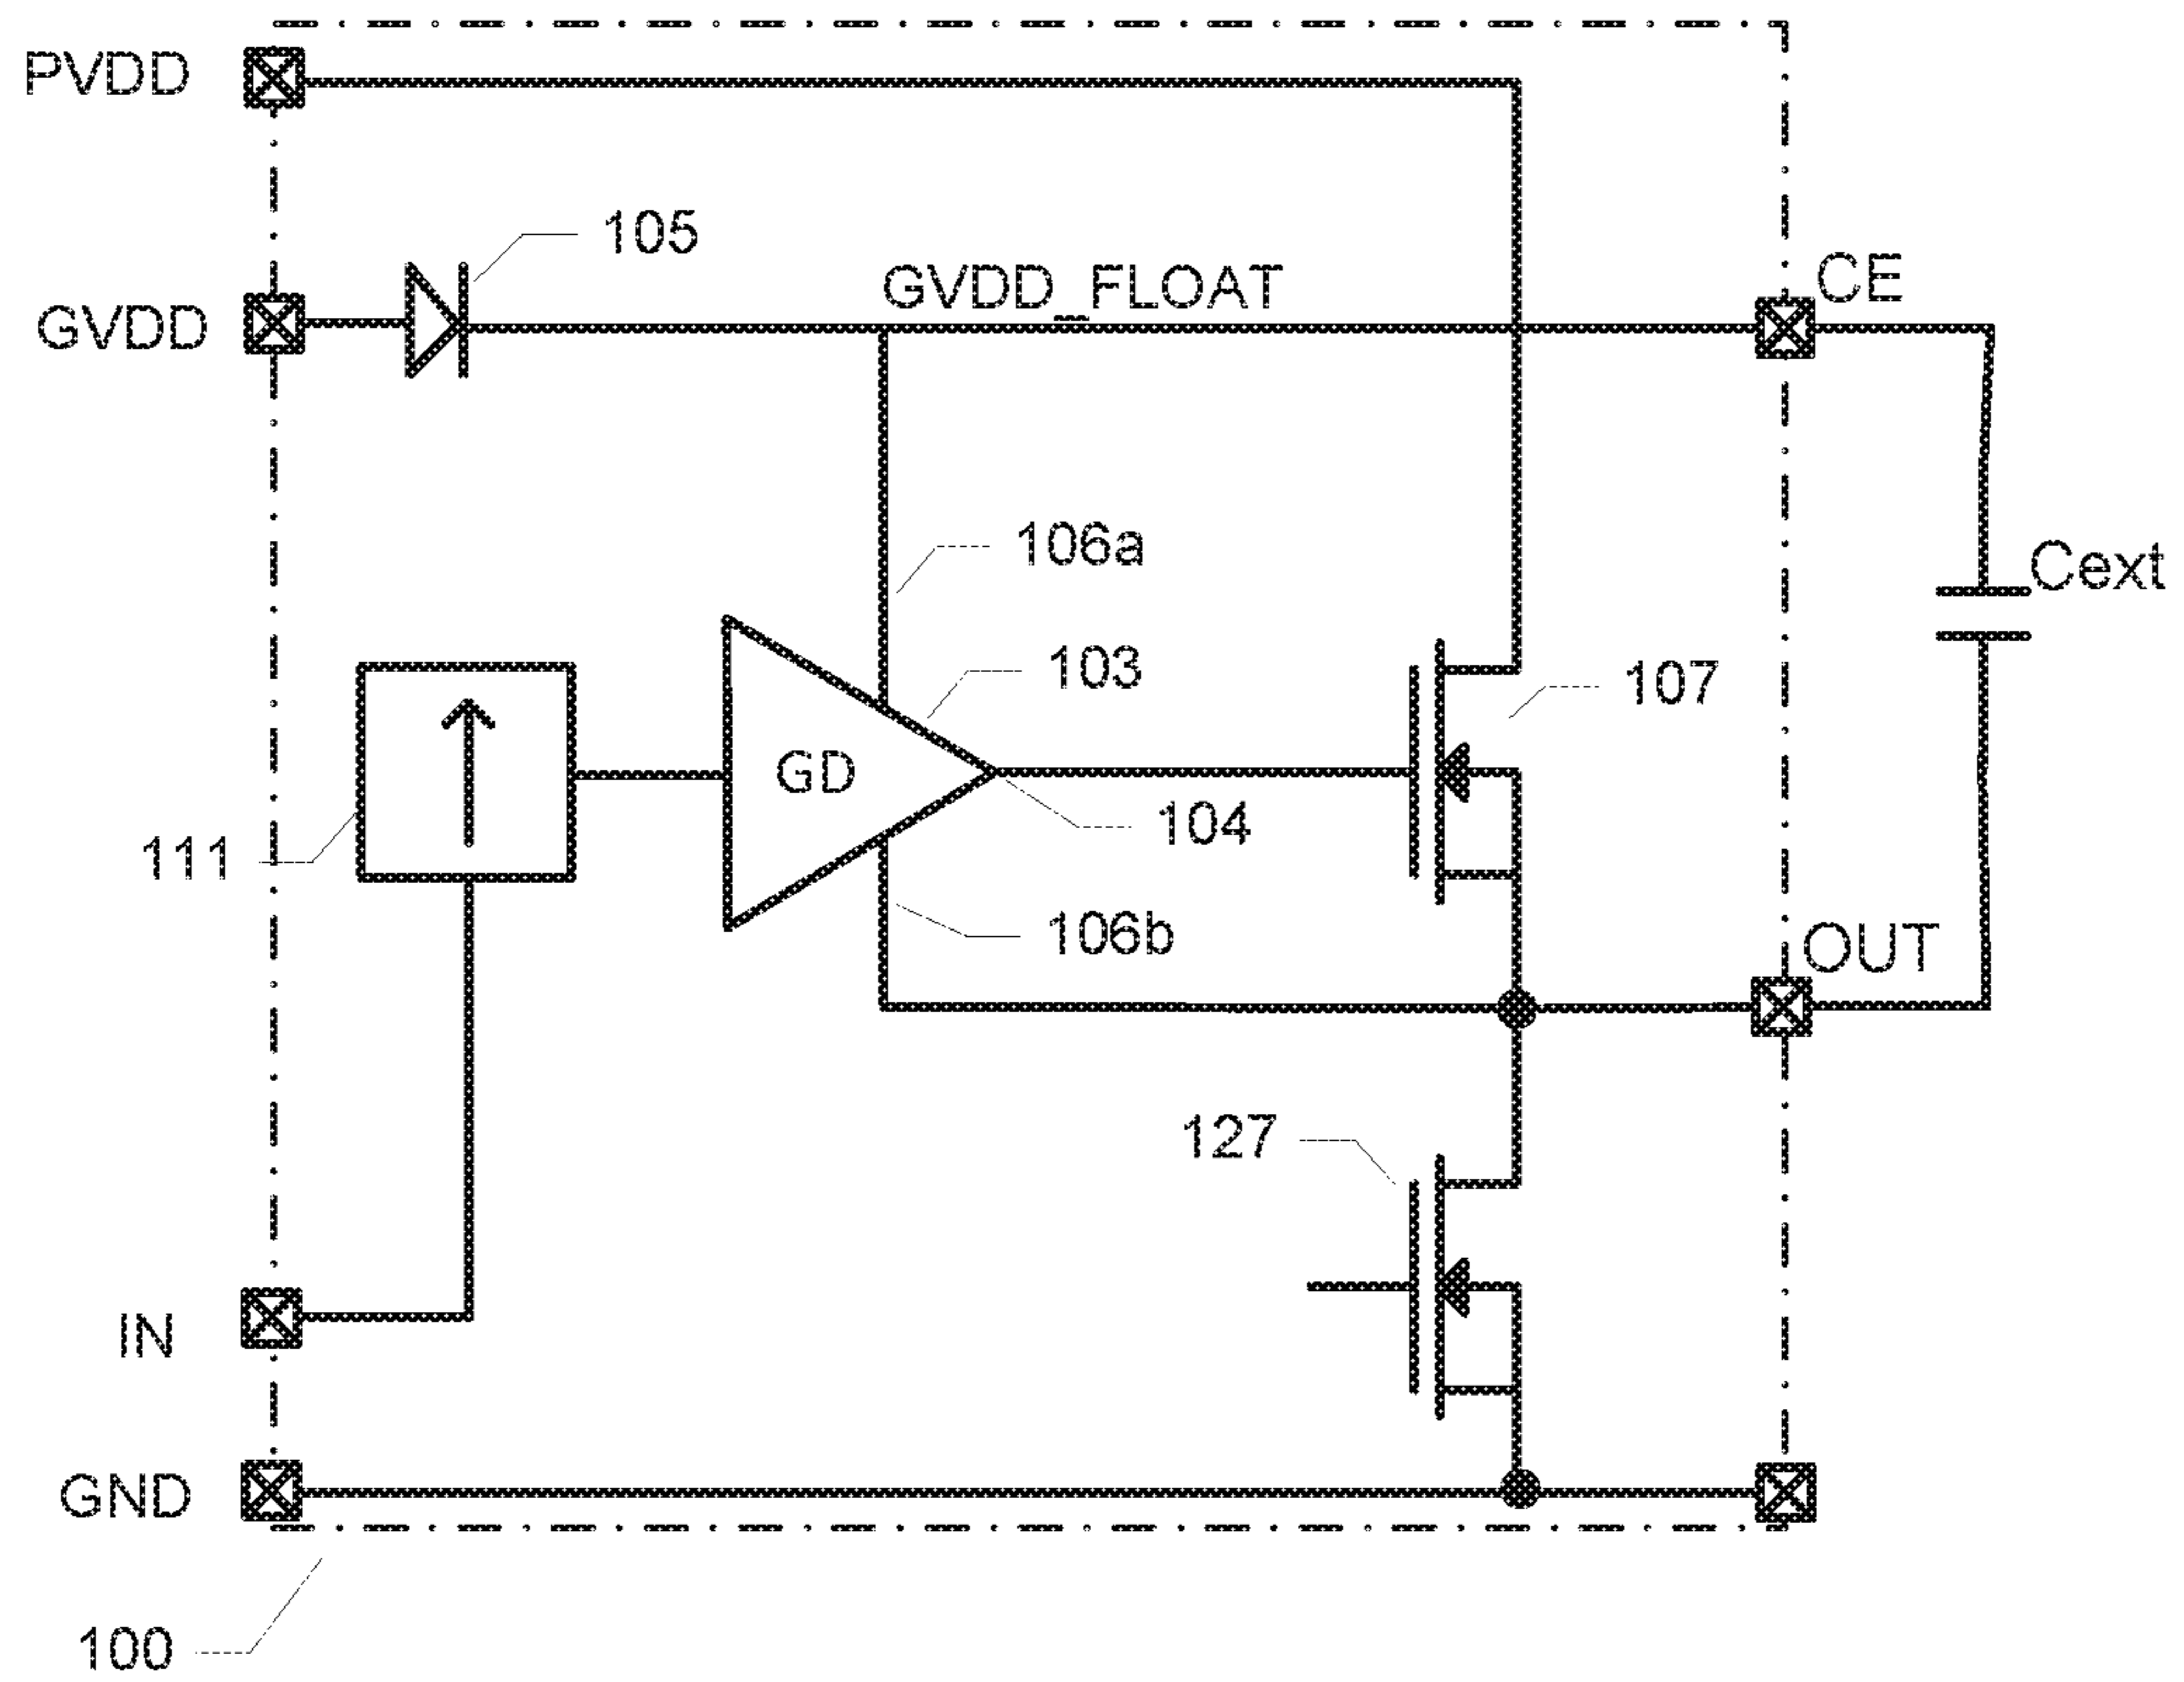 PVDD
105
GVDD_FLOAT
CE
GVDD
106a
Cext
103
107
GD
104
111
106b
OUT
127
IN
GND
100